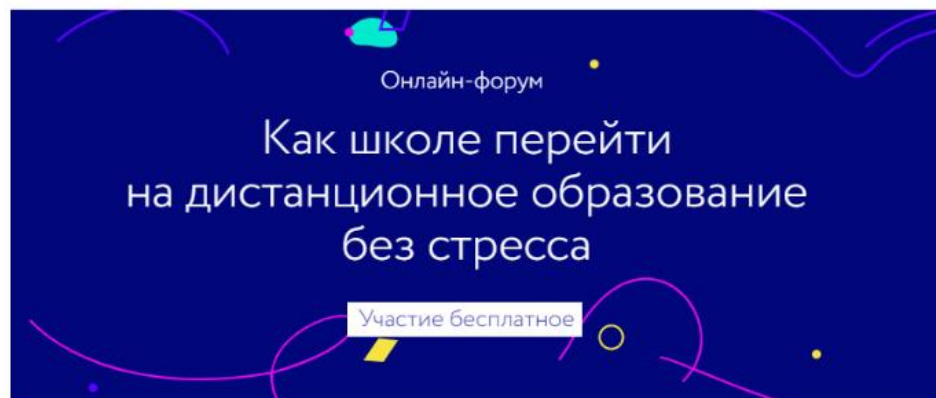 Онлайн-форум
Как школе перейти
на дистанционное образование
без стресса
Участие бесплатное